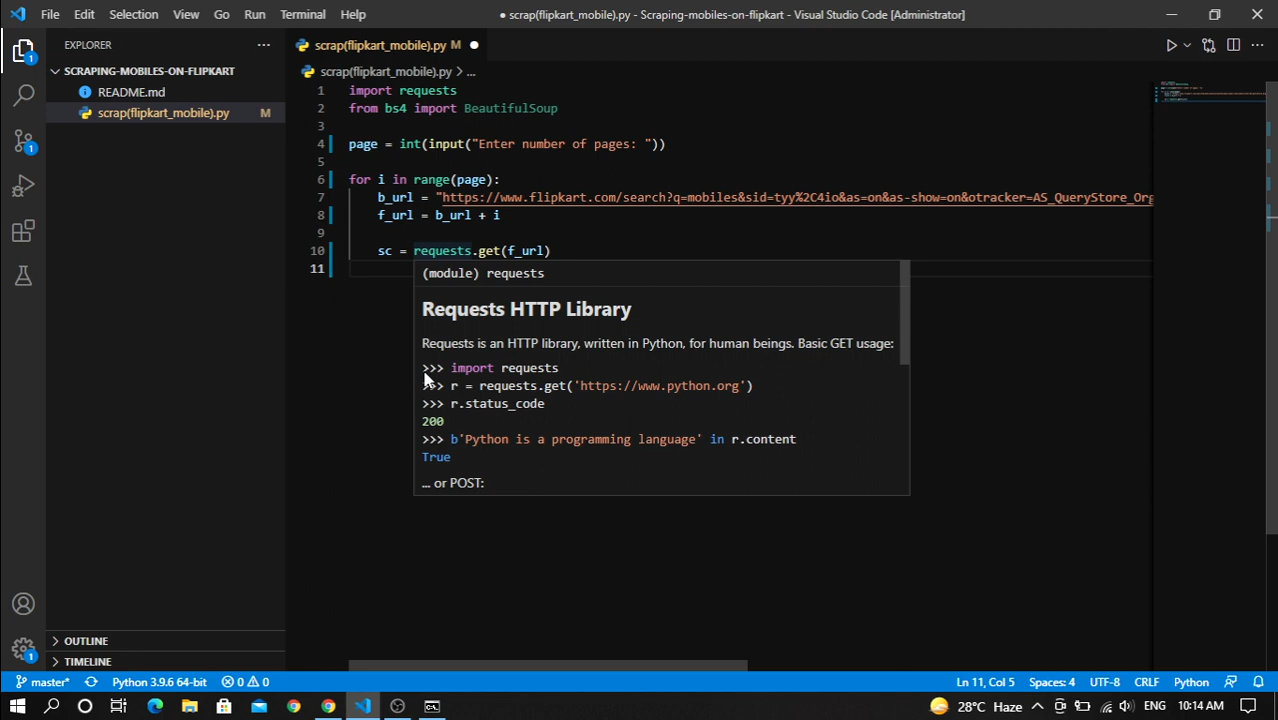 File Edit Selection View Go Run Terminal Help
● scrap(flipkart_mobile).py - Scraping-mobiles-on-flipkart - Visual Studio Code [Administrator]
EXPLORER
scrap(flipkart_mobile).py M
SCRAPING-MOBILES-ON-FLIPKART
scrap(flipkart_mobile).py > ...
README.md
scrap(flipkart_mobile).py M
1 import requests
2 from bs4 import BeautifulSoup
3
4 page = int(input("Enter number of pages: "))
5
6 for i in range(page):
7 b_url = "https://www.flipkart.com/search?q=mobiles&sid=tyy%2C4io&as=on&as-show=on&otracker=AS_QueryStore_Org
8 f_url = b_url + i
9
10 sc = requests.get(f_url)
11
(module) requests
Requests HTTP Library
Requests is an HTTP library, written in Python, for human beings. Basic GET usage:
>>> import requests
>>> r = requests.get('https://www.python.org')
>>> r.status_code
200
>>> b'Python is a programming language' in r.content
True
... or POST:
OUTLINE
TIMELINE
1
1
1
master* Python 3.9.6 64-bit 0 0 Ln 11, Col 5 Spaces: 4 UTF-8 CRLF Python
28°C Haze ENG 10:14 AM